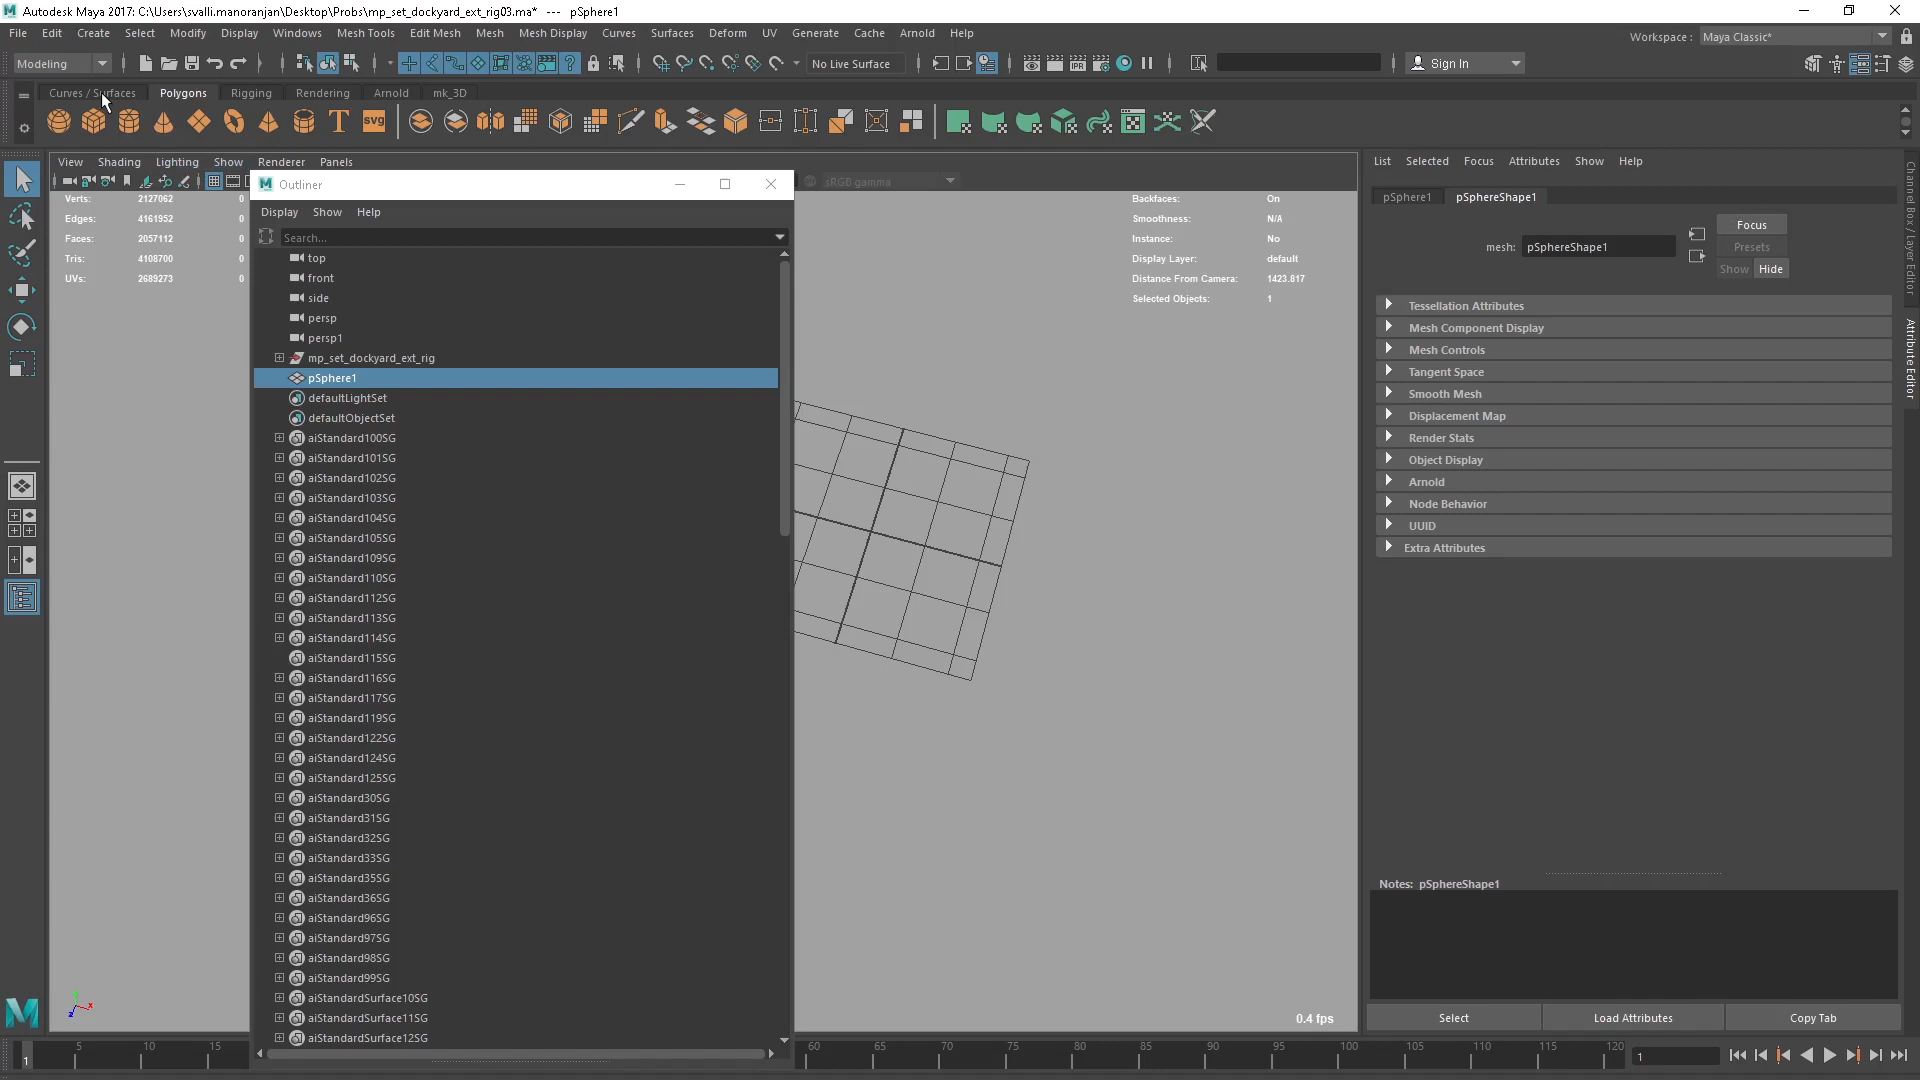 Autodesk Maya 2017: C:\Users\svalli.manoranjan\Desktop\Probs\mp_set_dockyard_ext_rig03.ma*  ---  pSphere1
File Edit Create Select Modify Display Windows Mesh Tools Edit Mesh Mesh Mesh Display Curves Surfaces Deform UV Generate Cache Arnold Help
Workspace : Maya Classic*
Modeling
No Live Surface
IPR
Sign In
Curves / Surfaces Polygons Rigging Rendering Arnold mk_3D
T
svg
View Shading Lighting Show Renderer Panels
sRGB gamma
Verts: 2127062 0
Edges: 4161952 0
Faces: 2057112 0
Tris: 4108700 0
UVs: 2689273 0
Outliner
Display Show Help
Search...
top
front
side
persp
persp1
mp_set_dockyard_ext_rig
pSphere1
defaultLightSet
defaultObjectSet
aiStandard100SG
aiStandard101SG
aiStandard102SG
aiStandard103SG
aiStandard104SG
aiStandard105SG
aiStandard109SG
aiStandard110SG
aiStandard112SG
aiStandard113SG
aiStandard114SG
aiStandard115SG
aiStandard116SG
aiStandard117SG
aiStandard119SG
aiStandard122SG
aiStandard124SG
aiStandard125SG
aiStandard30SG
aiStandard31SG
aiStandard32SG
aiStandard33SG
aiStandard35SG
aiStandard36SG
aiStandard96SG
aiStandard97SG
aiStandard98SG
aiStandard99SG
aiStandardSurface10SG
aiStandardSurface11SG
aiStandardSurface12SG
Backfaces: On
Smoothness: N/A
Instance: No
Display Layer: default
Distance From Camera: 1423.817
Selected Objects: 1
0.4 fps
List Selected Focus Attributes Show Help
pSphere1 pSphereShape1
mesh: pSphereShape1
Focus
Presets
Show Hide
Tessellation Attributes
Mesh Component Display
Mesh Controls
Tangent Space
Smooth Mesh
Displacement Map
Render Stats
Object Display
Arnold
Node Behavior
UUID
Extra Attributes
Notes: pSphereShape1
Select Load Attributes Copy Tab
Channel Box / Layer Editor
Attribute Editor
1 5 10 15 60 65 70 75 80 85 90 95 100 105 110 115 120
1